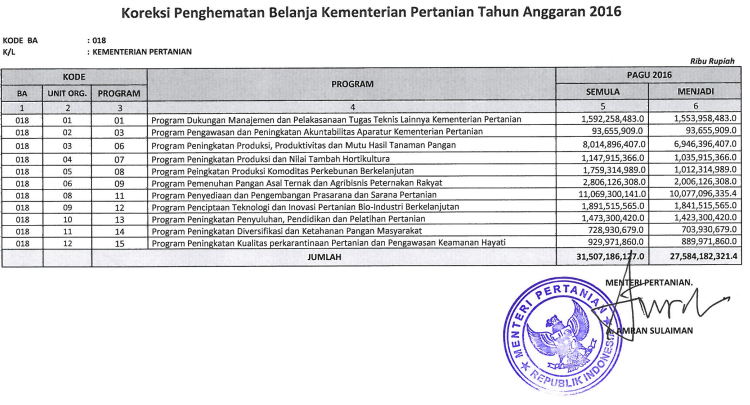 Koreksi Penghematan Belanja Kementerian Pertanian Tahun Anggaran 2016
KODE BA : 018
K/L : KEMENTERIAN PERTANIAN
Ribu Rupiah
KODE PROGRAM PAGU 2016
BA UNIT ORG. PROGRAM SEMULA MENJADI
1 2 3 4 5 6
018 01 01 Program Dukungan Manajemen dan Pelakasanaan Tugas Teknis Lainnya Kementerian Pertanian 1,592,258,483.0 1,553,958,483.0
018 02 03 Program Pengawasan dan Peningkatan Akuntabilitas Aparatur Kementerian Pertanian 93,655,909.0 93,655,909.0
018 03 06 Program Peningkatan Produksi, Produktivitas dan Mutu Hasil Tanaman Pangan 8,014,896,407.0 6,946,396,407.0
018 04 07 Program Peningkatan Produksi dan Nilai Tambah Hortikultura 1,147,915,366.0 1,035,915,366.0
018 05 08 Program Peingkatan Produksi Komoditas Perkebunan Berkelanjutan 1,759,314,989.0 1,012,314,989.0
018 06 09 Program Pemenuhan Pangan Asal Ternak dan Agribisnis Peternakan Rakyat 2,806,126,308.0 2,006,126,308.0
018 08 11 Program Penyediaan dan Pengembangan Prasarana dan Sarana Pertanian 11,069,300,141.0 10,077,096,335.4
018 09 12 Program Penciptaan Teknologi dan Inovasi Pertanian Bio-Industri Berkelanjutan 1,891,515,565.0 1,841,515,565.0
018 10 13 Program Peningkatan Penyuluhan, Pendidikan dan Pelatihan Pertanian 1,473,300,420.0 1,423,300,420.0
018 11 14 Program Peningkatan Diversifikasi dan Ketahanan Pangan Masyarakat 728,930,679.0 703,930,679.0
018 12 15 Program Peningkatan Kualitas perkarantinaan Pertanian dan Pengawasan Keamanan Hayati 929,971,860.0 889,971,860.0
JUMLAH 31,507,186,127.0 27,584,182,321.4
MENTERI PERTANIAN.
A. AMRAN SULAIMAN
MENTERI PERTANIAN
REPUBLIK INDONESIA